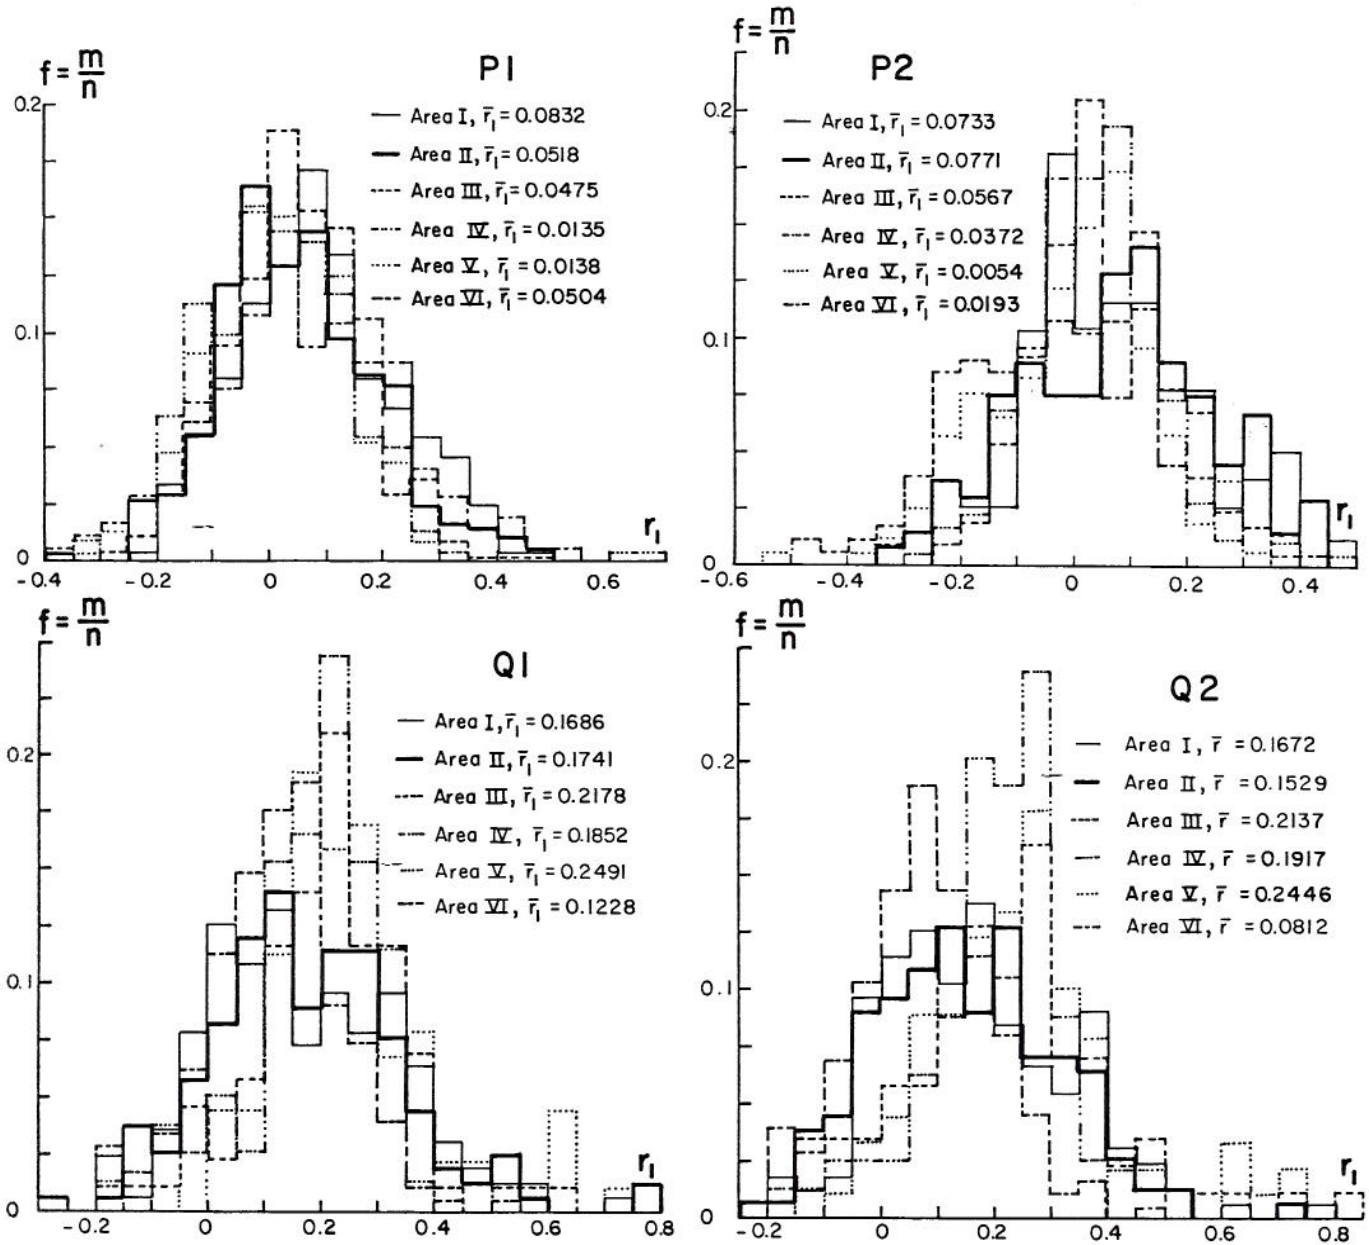 f = m/n
P1
0.2
Area I, r̄₁ = 0.0832
Area II, r̄₁ = 0.0518
Area III, r̄₁ = 0.0475
Area IV, r̄₁ = 0.0135
Area V, r̄₁ = 0.0138
Area VI, r̄₁ = 0.0504
0.1
r₁
0
-0.4 -0.2 0 0.2 0.4 0.6
f = m/n
P2
0.2
Area I, r̄₁ = 0.0733
Area II, r̄₁ = 0.0771
Area III, r̄₁ = 0.0567
Area IV, r̄₁ = 0.0372
Area V, r̄₁ = 0.0054
Area VI, r̄₁ = 0.0193
0.1
r₁
0
-0.6 -0.4 -0.2 0 0.2 0.4
f = m/n
Q1
Area I, r̄₁ = 0.1686
0.2
Area II, r̄₁ = 0.1741
Area III, r̄₁ = 0.2178
Area IV, r̄₁ = 0.1852
Area V, r̄₁ = 0.2491
Area VI, r̄₁ = 0.1228
0.1
r₁
0
-0.2 0 0.2 0.4 0.6 0.8
f = m/n
Q2
Area I, r̄ = 0.1672
0.2
Area II, r̄ = 0.1529
Area III, r̄ = 0.2137
Area IV, r̄ = 0.1917
Area V, r̄ = 0.2446
Area VI, r̄ = 0.0812
0.1
r₁
0
-0.2 0 0.2 0.4 0.6 0.8